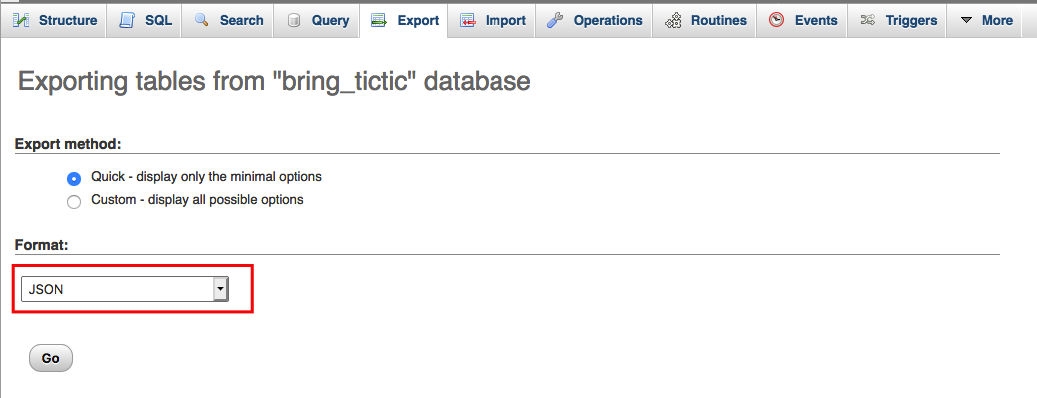 Structure SQL Search Query Export Import Operations Routines Events Triggers More
Exporting tables from "bring_tictic" database
Export method:
Quick - display only the minimal options
Custom - display all possible options
Format:
JSON
Go